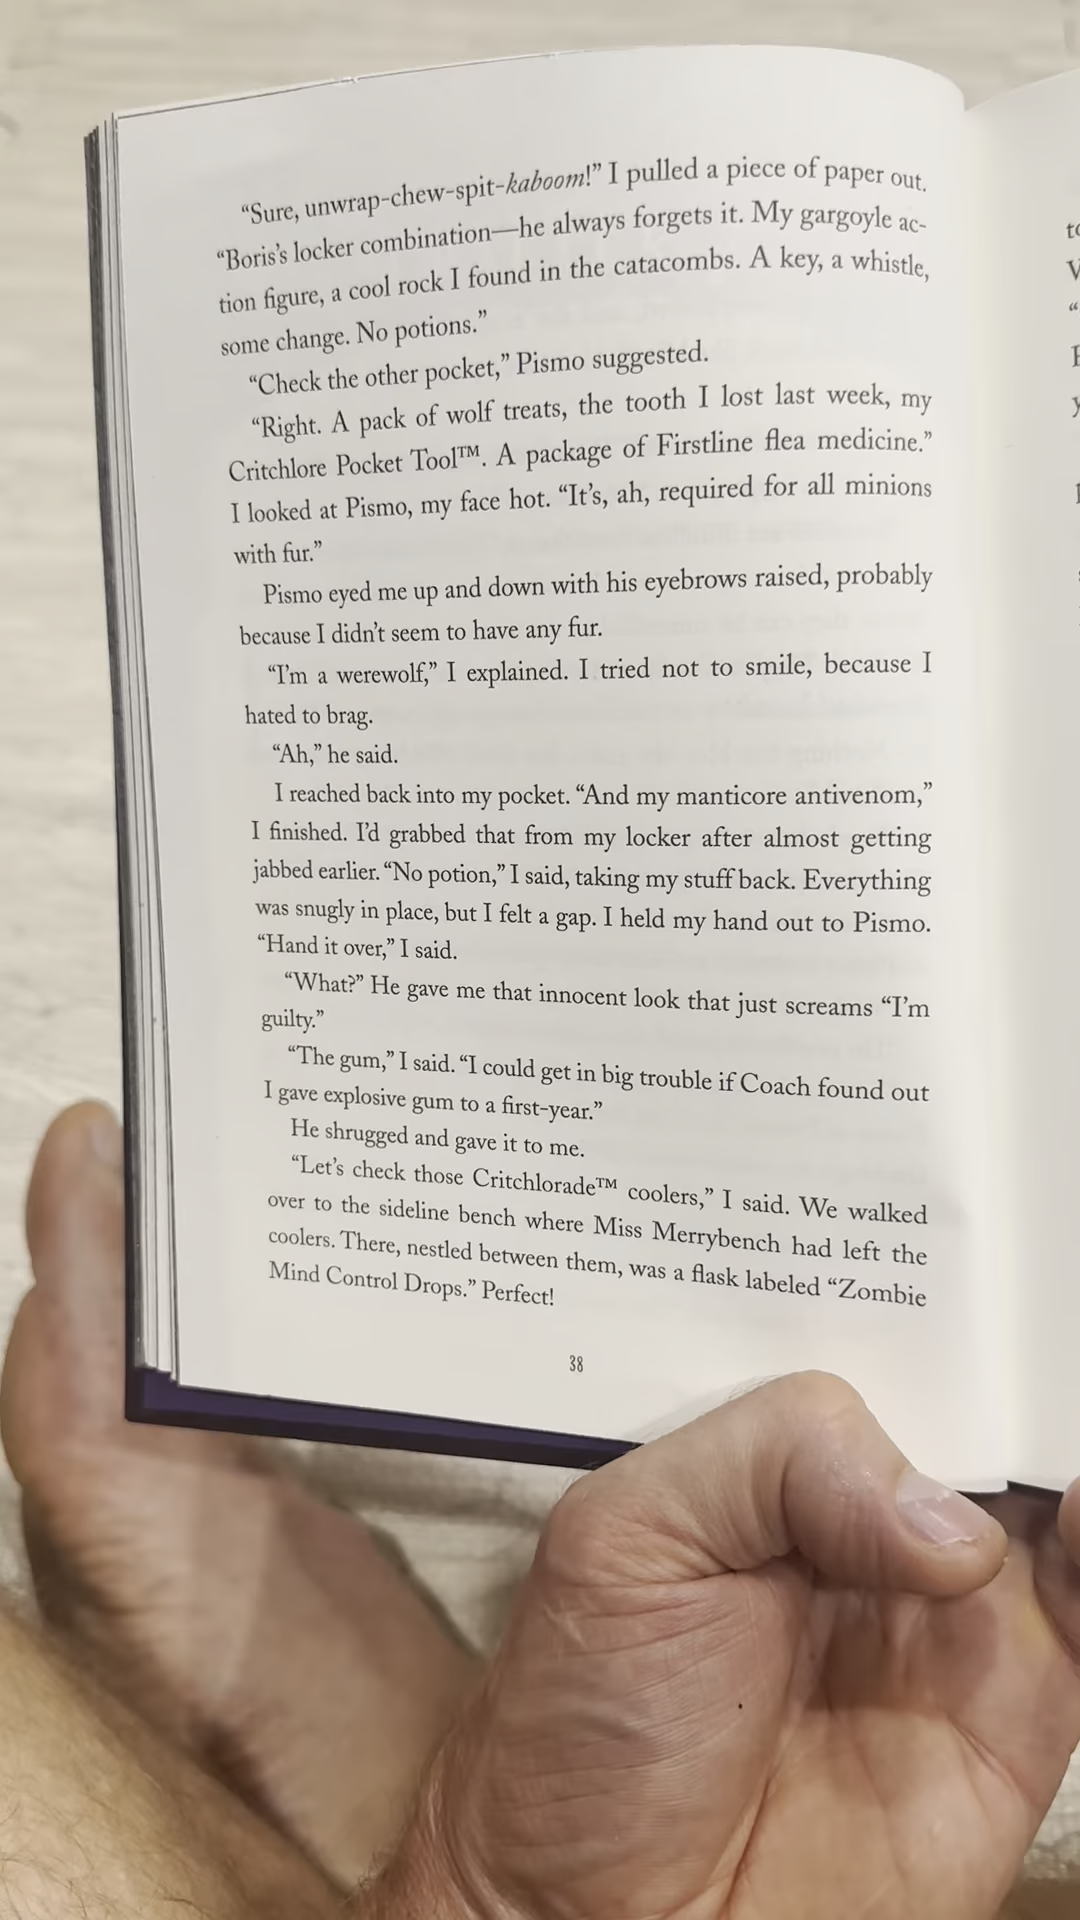 “Sure, unwrap-chew-spit-kaboom!” I pulled a piece of paper out.
“Boris’s locker combination—he always forgets it. My gargoyle ac-
tion figure, a cool rock I found in the catacombs. A key, a whistle,
some change. No potions.”
“Check the other pocket,” Pismo suggested.
“Right. A pack of wolf treats, the tooth I lost last week, my
Critchlore Pocket Tool™. A package of Firstline flea medicine.”
I looked at Pismo, my face hot. “It’s, ah, required for all minions
with fur.”
Pismo eyed me up and down with his eyebrows raised, probably
because I didn’t seem to have any fur.
“I’m a werewolf,” I explained. I tried not to smile, because I
hated to brag.
“Ah,” he said.
I reached back into my pocket. “And my manticore antivenom,”
I finished. I’d grabbed that from my locker after almost getting
jabbed earlier. “No potion,” I said, taking my stuff back. Everything
was snugly in place, but I felt a gap. I held my hand out to Pismo.
“Hand it over,” I said.
“What?” He gave me that innocent look that just screams “I’m
guilty.”
“The gum,” I said. “I could get in big trouble if Coach found out
I gave explosive gum to a first-year.”
He shrugged and gave it to me.
“Let’s check those Critchlorade™ coolers,” I said. We walked
over to the sideline bench where Miss Merrybench had left the
coolers. There, nestled between them, was a flask labeled “Zombie
Mind Control Drops.” Perfect!
38